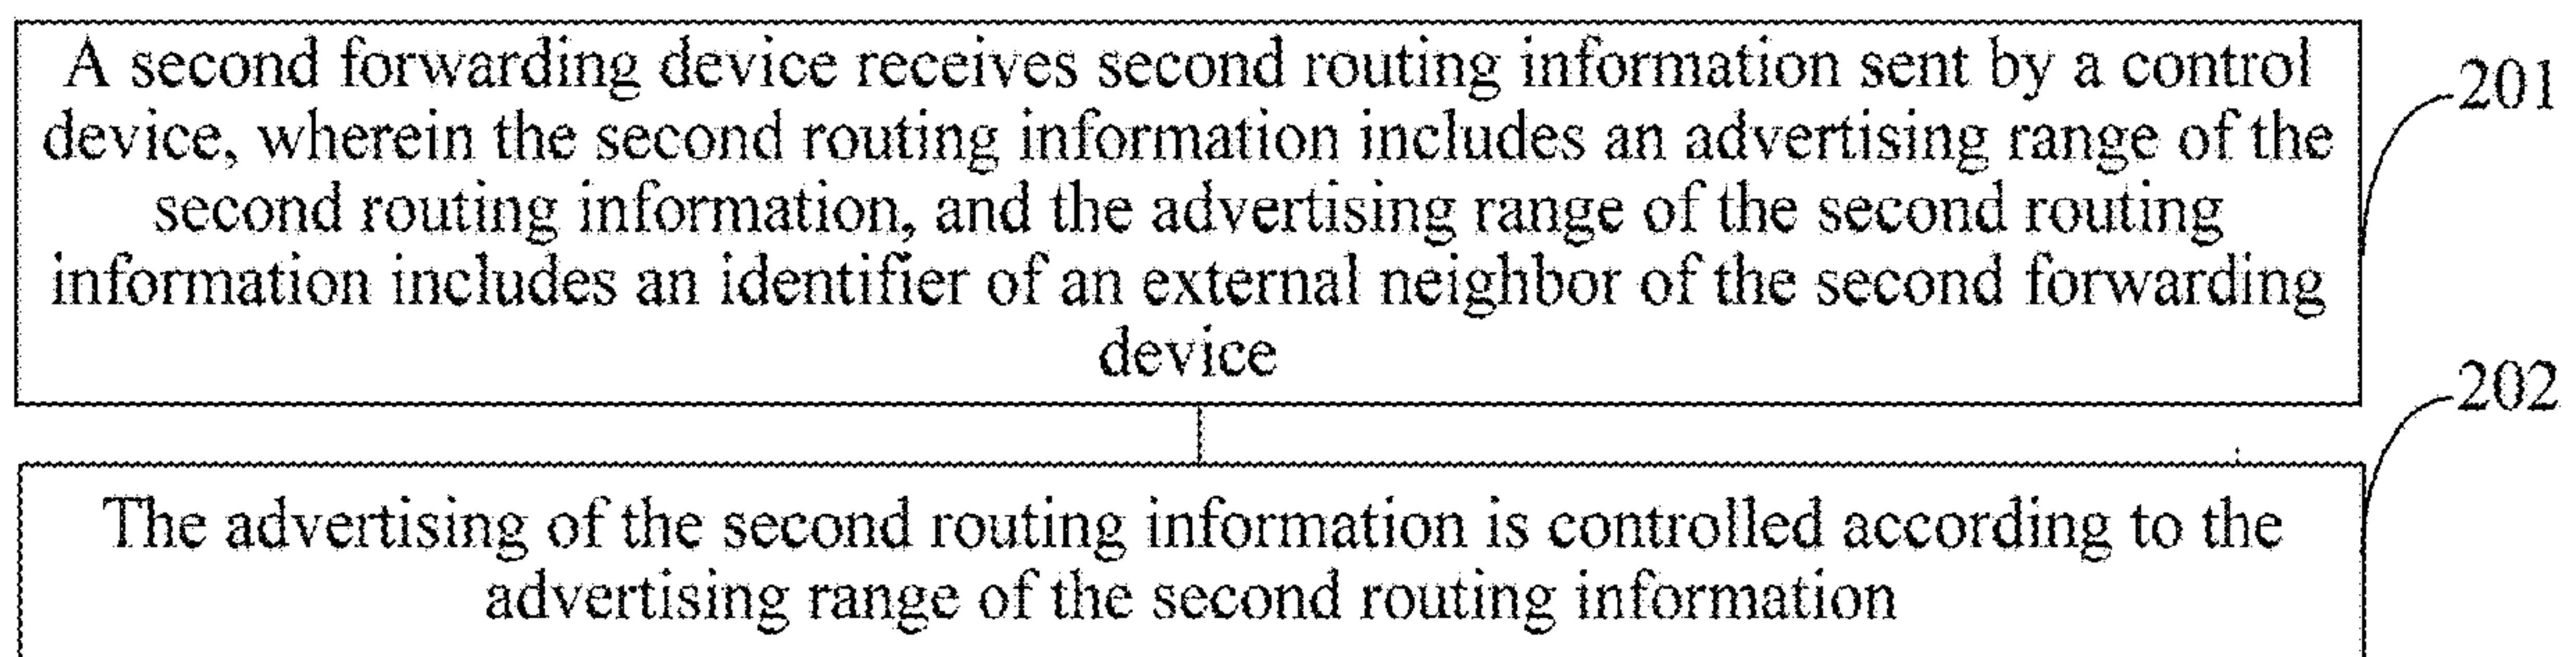 A second forwarding device receives second routing information sent by a control
device, wherein the second routing information includes an advertising range of the
second routing information, and the advertising range of the second routing
information includes an identifier of an external neighbor of the second forwarding
device
201
The advertising of the second routing information is controlled according to the
advertising range of the second routing information
202